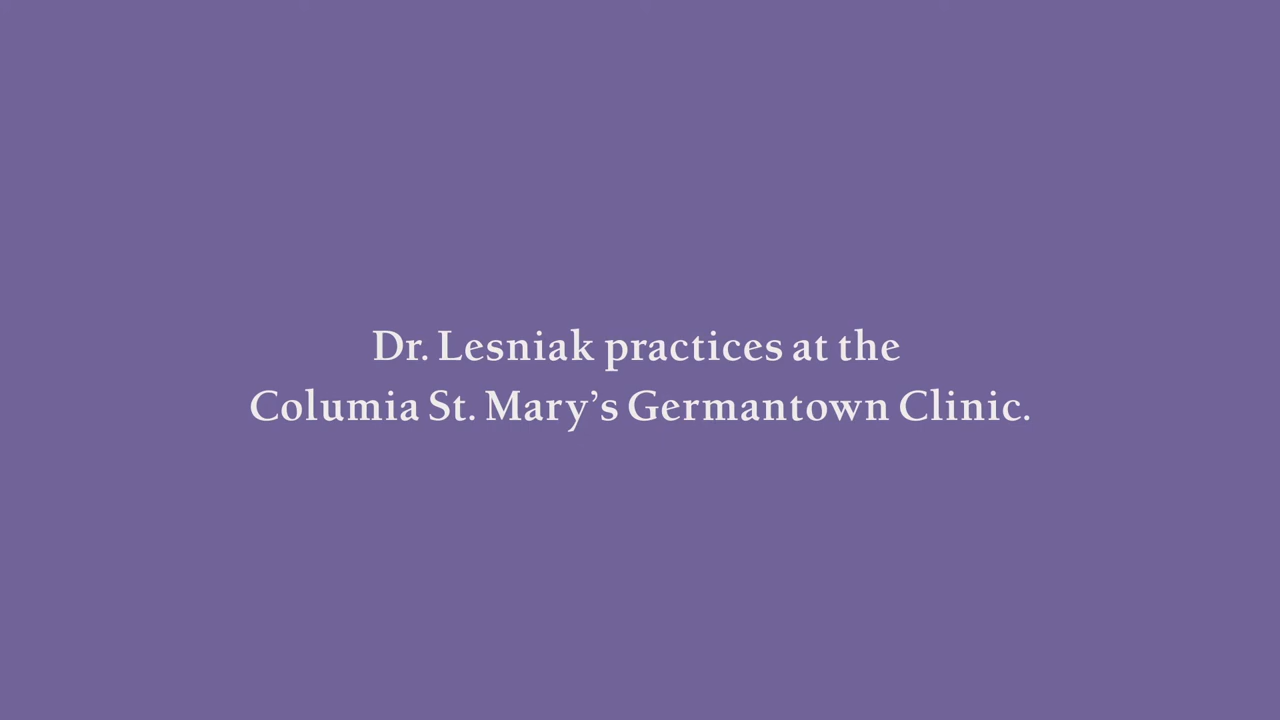 Dr. Lesniak practices at the
Columia St. Mary’s Germantown Clinic.